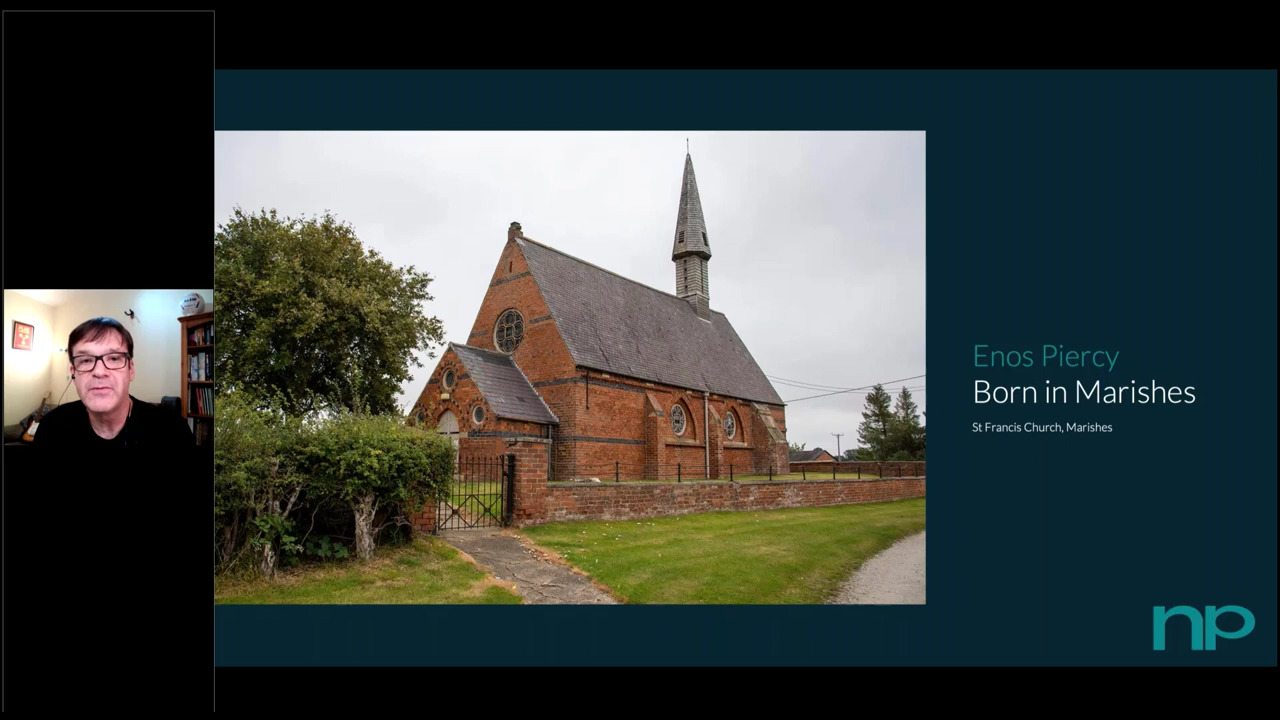 Enos Piercy
Born in Marishes
St Francis Church, Marishes
np